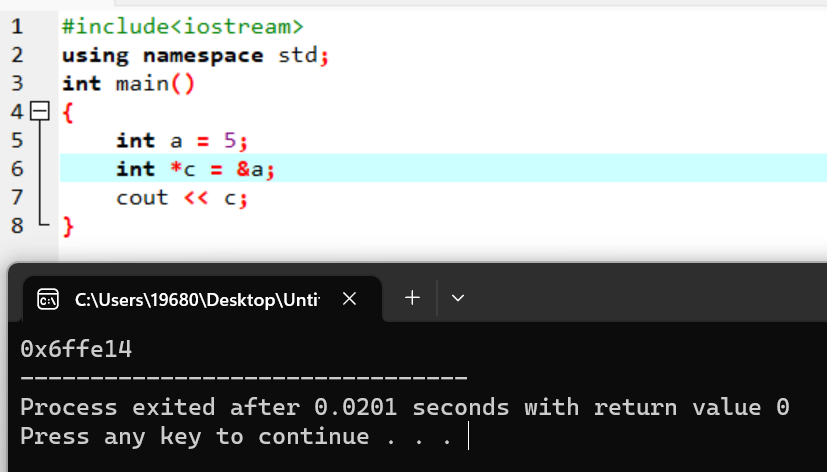 1 #include<iostream>
2 using namespace std;
3 int main()
4 {
5 int a = 5;
6 int *c = &a;
7 cout << c;
8 }
C:\Users\19680\Desktop\Unti
0x6ffe14
--------------------------------
Process exited after 0.0201 seconds with return value 0
Press any key to continue . . .